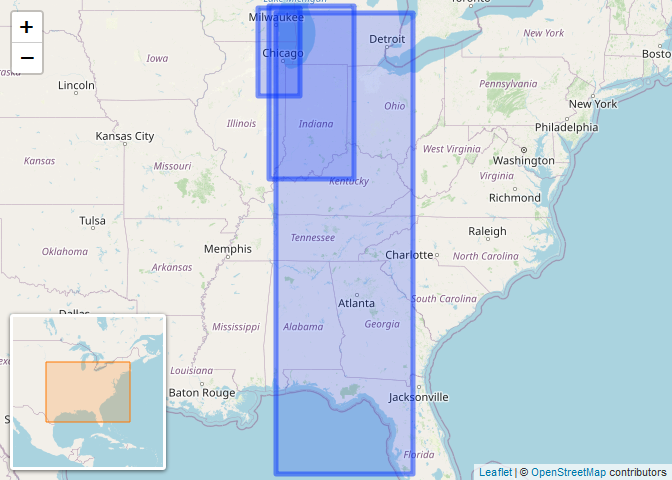 +
−
Lake Michigan
Toronto
Milwaukee
Detroit
New York
Boston
Chicago
Iowa
Lincoln
Pennsylvania
Ohio
New York
Illinois
Indiana
Philadelphia
Kansas City
West Virginia
Washington
Kansas
Missouri
Kentucky
Virginia
Richmond
Tulsa
Raleigh
Tennessee
Oklahoma
Memphis
Charlotte
North Carolina
Arkansas
Atlanta
South Carolina
Dallas
Mississippi
Alabama
Georgia
Louisiana
Baton Rouge
Jacksonville
Florida
Leaflet | © OpenStreetMap contributors